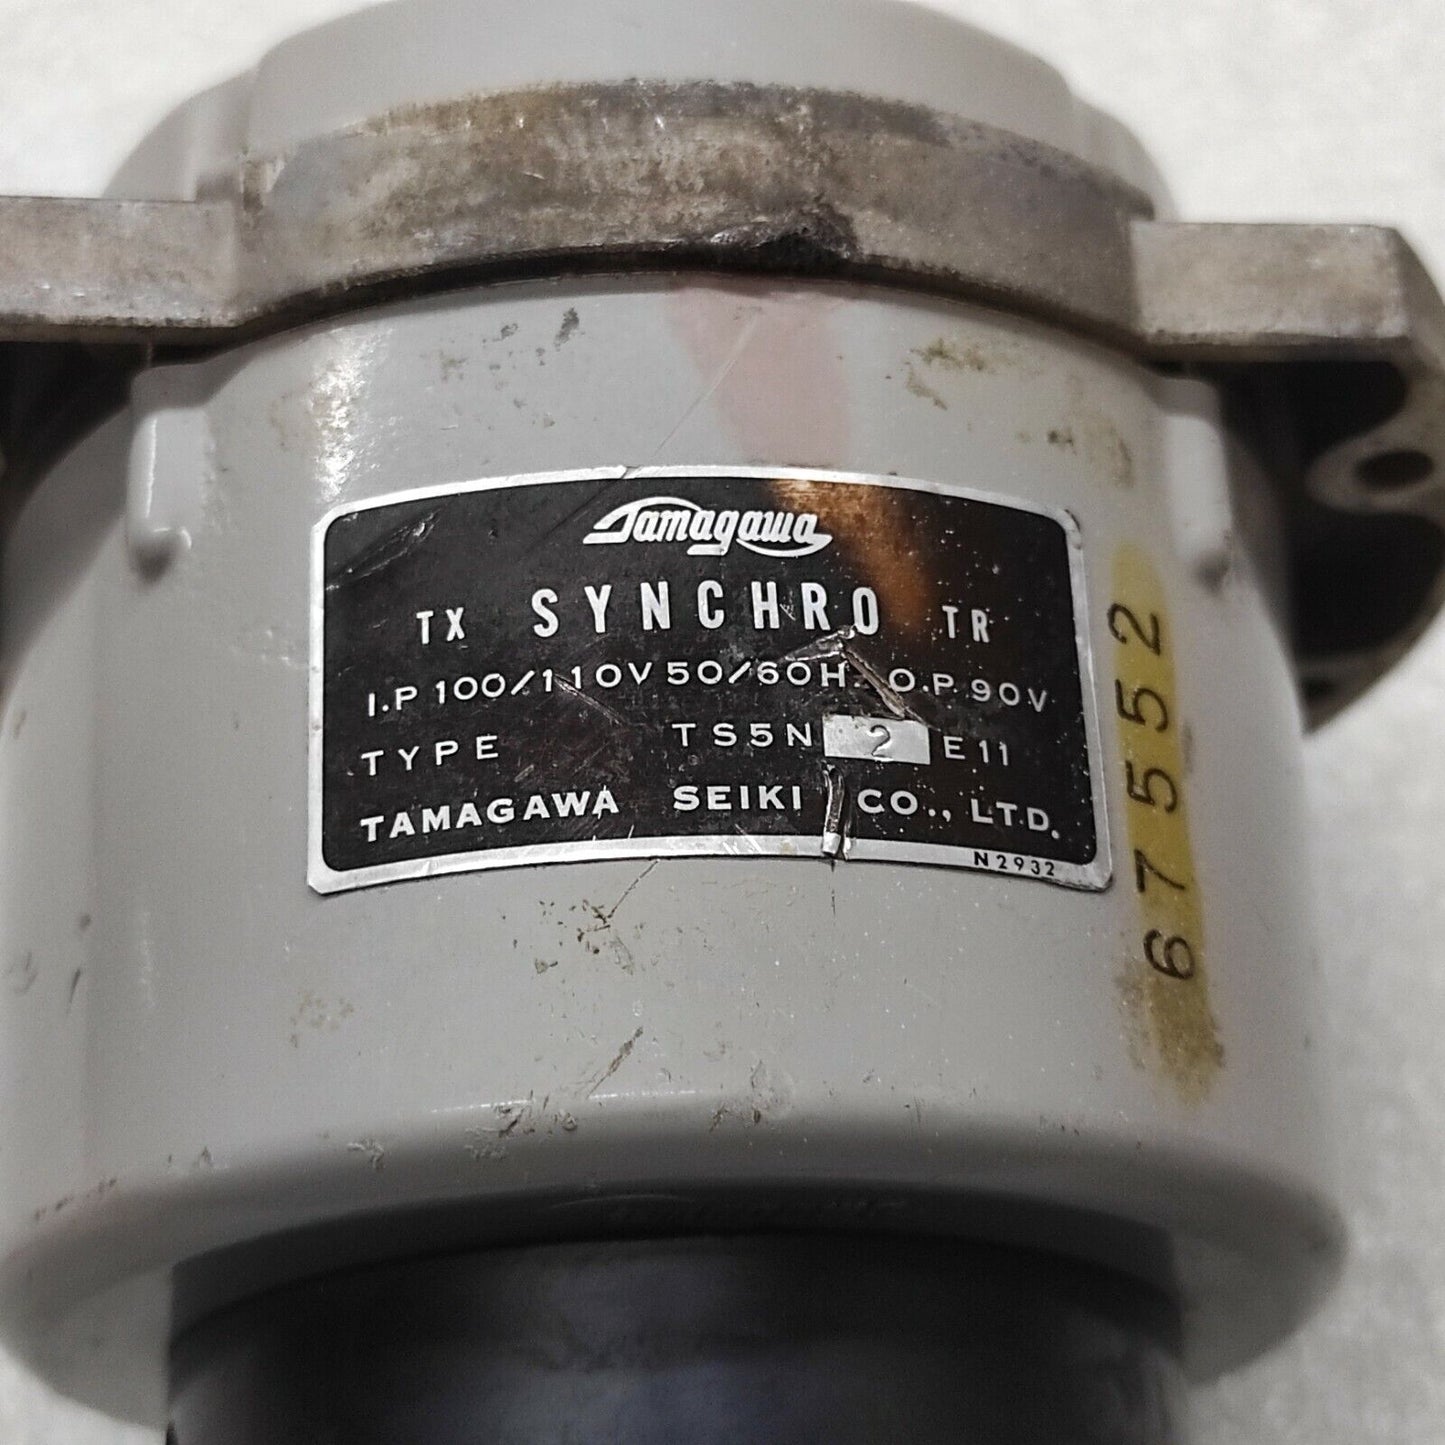 Tamagawa
TX SYNCHRO TR
I.P 100/110V 50/60H O.P. 90V
TYPE TS5N 2 E11
TAMAGAWA SEIKI CO., LTD.
N2932
67552